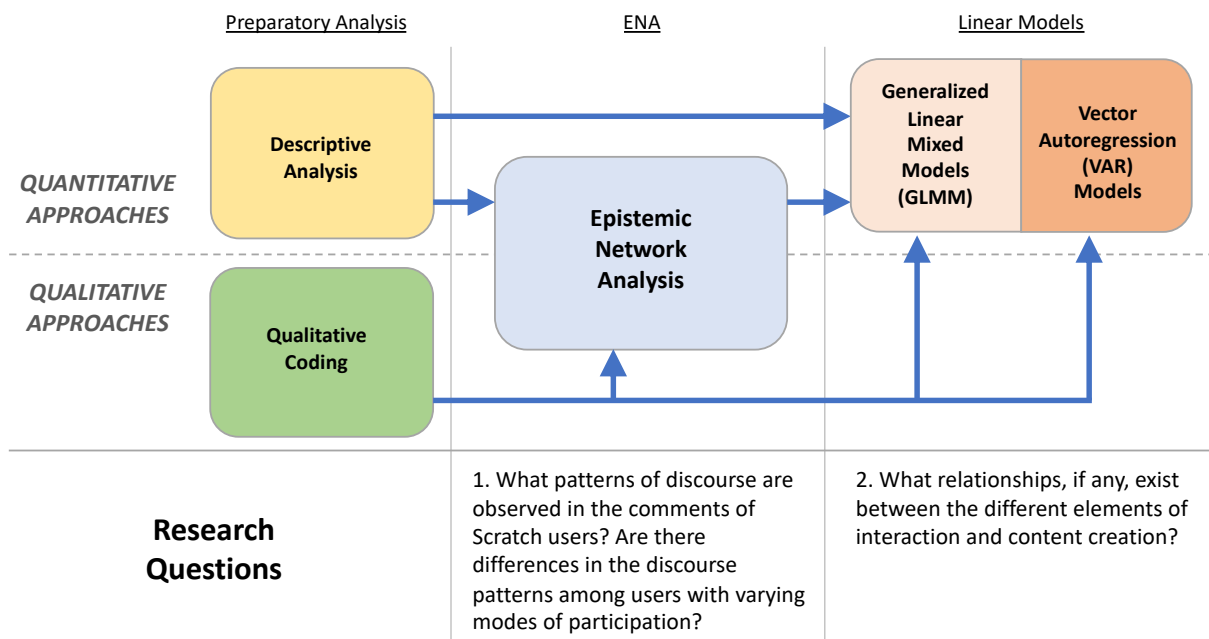 Preparatory Analysis
ENA
Linear Models
QUANTITATIVE
APPROACHES
QUALITATIVE
APPROACHES
Descriptive
Analysis
Qualitative
Coding
Epistemic
Network
Analysis
Generalized
Linear
Mixed
Models
(GLMM)
Vector
Autoregression
(VAR)
Models
Research
Questions
1. What patterns of discourse are
observed in the comments of
Scratch users? Are there
differences in the discourse
patterns among users with varying
modes of participation?
2. What relationships, if any, exist
between the different elements of
interaction and content creation?